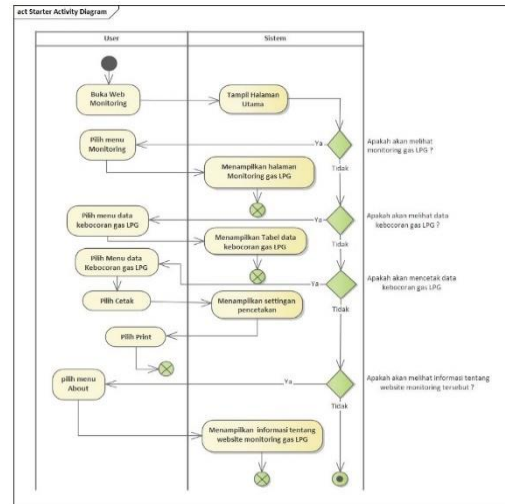 act Starter Activity Diagram
User
Sistem
Buka Web
Monitoring
Tampil Halaman
Utama
Ya
Apakah akan melihat
monitoring gas LPG ?
Pilih menu
Monitoring
Tidak
Menampilkan halaman
Monitoring gas LPG
Ya
Apakah akan melihat data
kebocoran gas LPG ?
Pilih menu data
kebocoran gas LPG
Tidak
Menampilkan Tabel data
kebocoran gas LPG
Pilih Menu data
Kebocoran gas LPG
Ya
Apakah akan mencetak data
kebocoran gas LPG
Pilih Cetak
Menampilkan settingan
pencetakan
Tidak
Pilih Print
pilih menu
About
Ya
Apakah akan melihat informasi tentang
website monitoring tersebut ?
Tidak
Menampilkan informasi tentang
website monitoring gas LPG